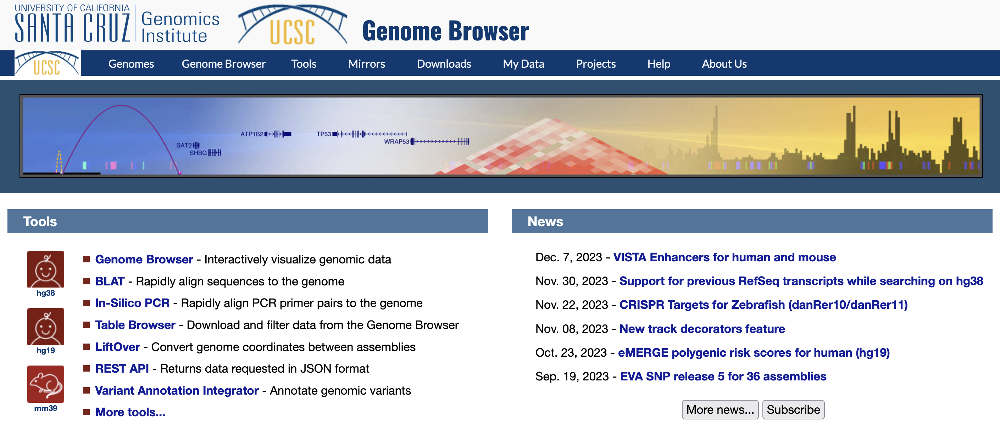 UNIVERSITY OF CALIFORNIA
SANTA CRUZ
Genomics
Institute
UCSC
Genome Browser
UCSC
Genomes Genome Browser Tools Mirrors Downloads My Data Projects Help About Us
ATP1B2 TP53
WRAP53
SAT2
SHBG
Tools
hg38
hg19
mm39
Genome Browser - Interactively visualize genomic data
BLAT - Rapidly align sequences to the genome
In-Silico PCR - Rapidly align PCR primer pairs to the genome
Table Browser - Download and filter data from the Genome Browser
LiftOver - Convert genome coordinates between assemblies
REST API - Returns data requested in JSON format
Variant Annotation Integrator - Annotate genomic variants
More tools...
News
Dec. 7, 2023 - VISTA Enhancers for human and mouse
Nov. 30, 2023 - Support for previous RefSeq transcripts while searching on hg38
Nov. 22, 2023 - CRISPR Targets for Zebrafish (danRer10/danRer11)
Nov. 08, 2023 - New track decorators feature
Oct. 23, 2023 - eMERGE polygenic risk scores for human (hg19)
Sep. 19, 2023 - EVA SNP release 5 for 36 assemblies
More news... Subscribe